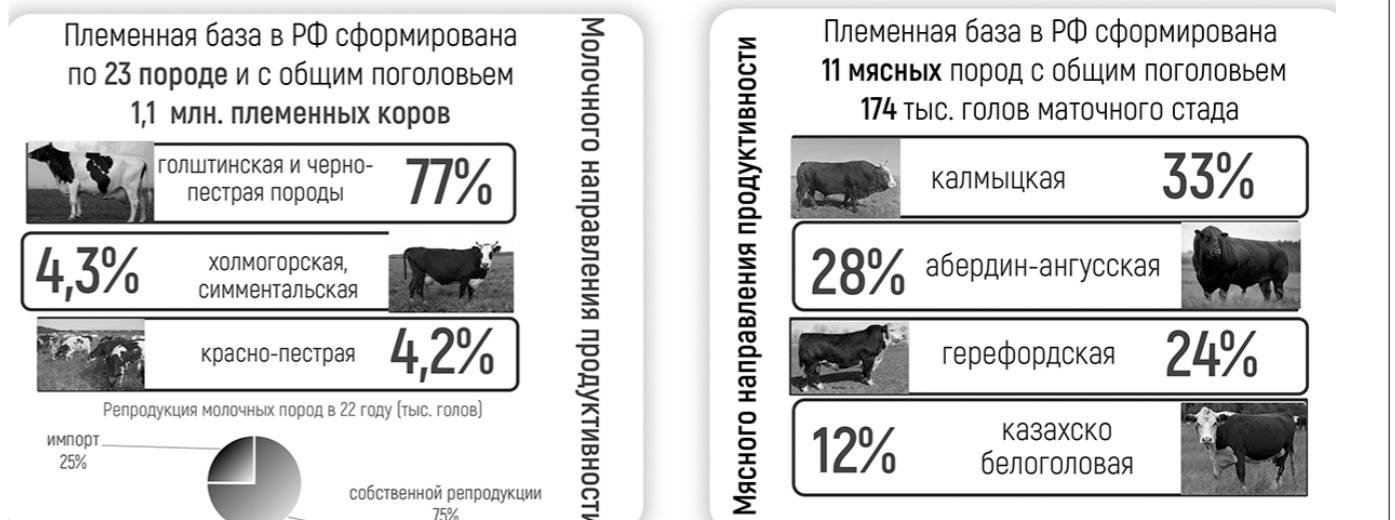 Племенная база в РФ сформирована
по 23 породе и с общим поголовьем
1,1 млн. племенных коров
голштинская и черно-
пестрая породы
77%
4,3%
холмогорская,
симментальская
красно-пестрая
4,2%
Репродукция молочных пород в 22 году (тыс. голов)
импорт
25%
собственной репродукции
75%
Молочного направления продуктивности
Мясного направления продуктивности
Племенная база в РФ сформирована
11 мясных пород с общим поголовьем
174 тыс. голов маточного стада
калмыцкая
33%
28%
абердин-ангусская
герефордская
24%
12%
казахско
белоголовая